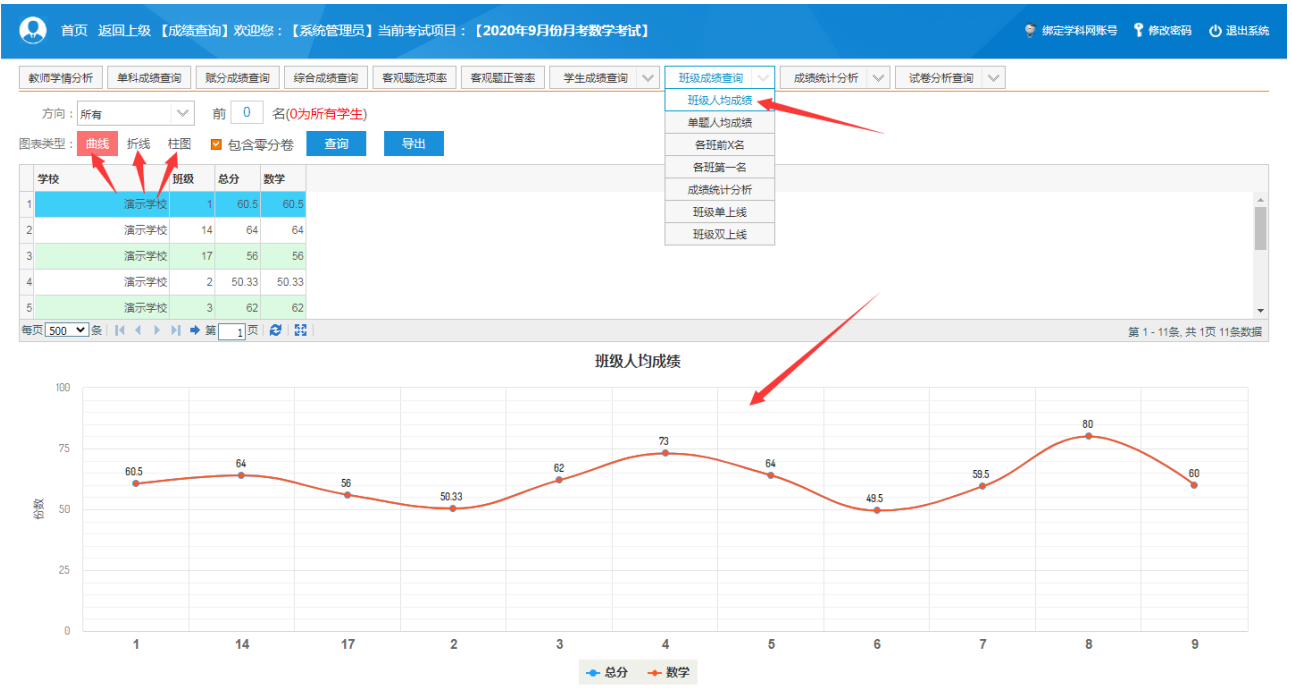 首页 返回上级 【成绩查询】欢迎您：【系统管理员】当前考试项目：【2020年9月份月考数学考试】 绑定学科网账号 修改密码 退出系统
教师学情分析 单科成绩查询 赋分成绩查询 综合成绩查询 客观题选项率 客观题正答率 学生成绩查询 班级成绩查询 成绩统计分析 试卷分析查询
班级人均成绩
单题人均成绩
各班前X名
各班第一名
成绩统计分析
班级单上线
班级双上线
方向：所有 前 0 名(0为所有学生)
图表类型： 曲线 折线 柱图 包含零分卷 查询 导出
学校 班级 总分 数学
1 演示学校 1 60.5 60.5
2 演示学校 14 64 64
3 演示学校 17 56 56
4 演示学校 2 50.33 50.33
5 演示学校 3 62 62
每页 500 条 第 1 页 第 1 - 11条, 共 1页 11条数据
班级人均成绩
份数
100
75
50
25
0
60.5 64 56 50.33 62 73 64 49.5 59.5 80 60
1 14 17 2 3 4 5 6 7 8 9
总分 数学